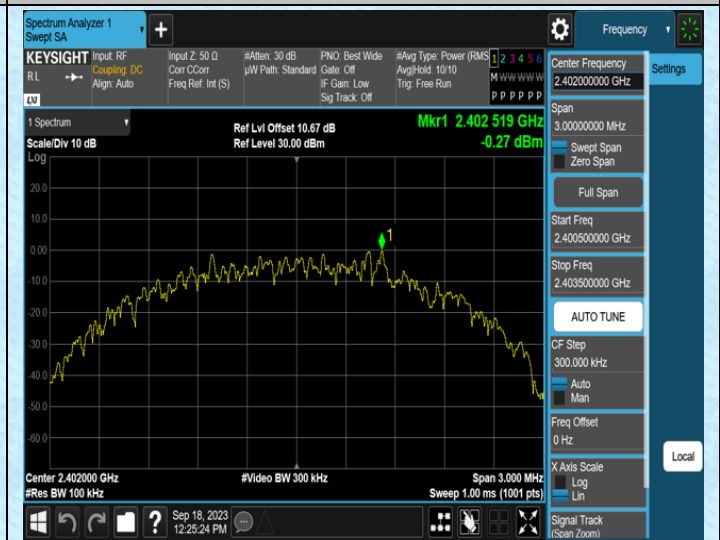 Spectrum Analyzer 1
Swept SA
+
Frequency
KEYSIGHT
RL
LXI
Input: RF
Coupling: DC
Align: Auto
Input Z: 50 Ω
Corr CCorr
Freq Ref: Int (S)
#Atten: 30 dB
µW Path: Standard
PNO: Best Wide
Gate: Off
IF Gain: Low
Sig Track: Off
#Avg Type: Power (RMS
Avg|Hold: 10/10
Trig: Free Run
1 2 3 4 5 6
M W W W W W
P P P P P P
1 Spectrum
Scale/Div 10 dB
Log
Ref Lvl Offset 10.67 dB
Ref Level 30.00 dBm
Mkr1 2.402 519 GHz
-0.27 dBm
20.0
10.0
0.00
-10.0
-20.0
-30.0
-40.0
-50.0
-60.0
1
Center 2.402000 GHz
#Res BW 100 kHz
#Video BW 300 kHz
Span 3.000 MHz
Sweep 1.00 ms (1001 pts)
Sep 18, 2023
12:25:24 PM
?
Center Frequency
2.402000000 GHz
Span
3.00000000 MHz
Swept Span
Zero Span
Full Span
Start Freq
2.400500000 GHz
Stop Freq
2.403500000 GHz
AUTO TUNE
CF Step
300.000 kHz
Auto
Man
Freq Offset
0 Hz
X Axis Scale
Log
Lin
Signal Track
(Span Zoom)
Settings
Local